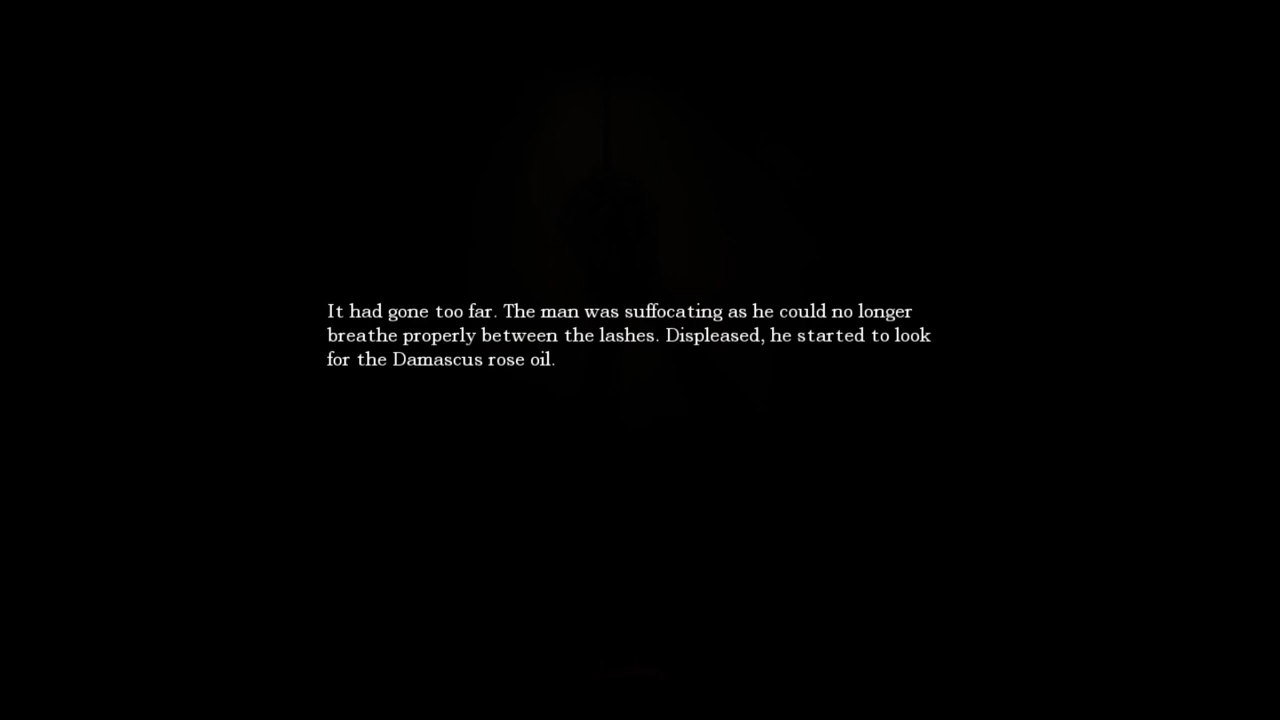 It had gone too far. The man was suffocating as he could no longer
breathe properly between the lashes. Displeased, he started to look
for the Damascus rose oil.